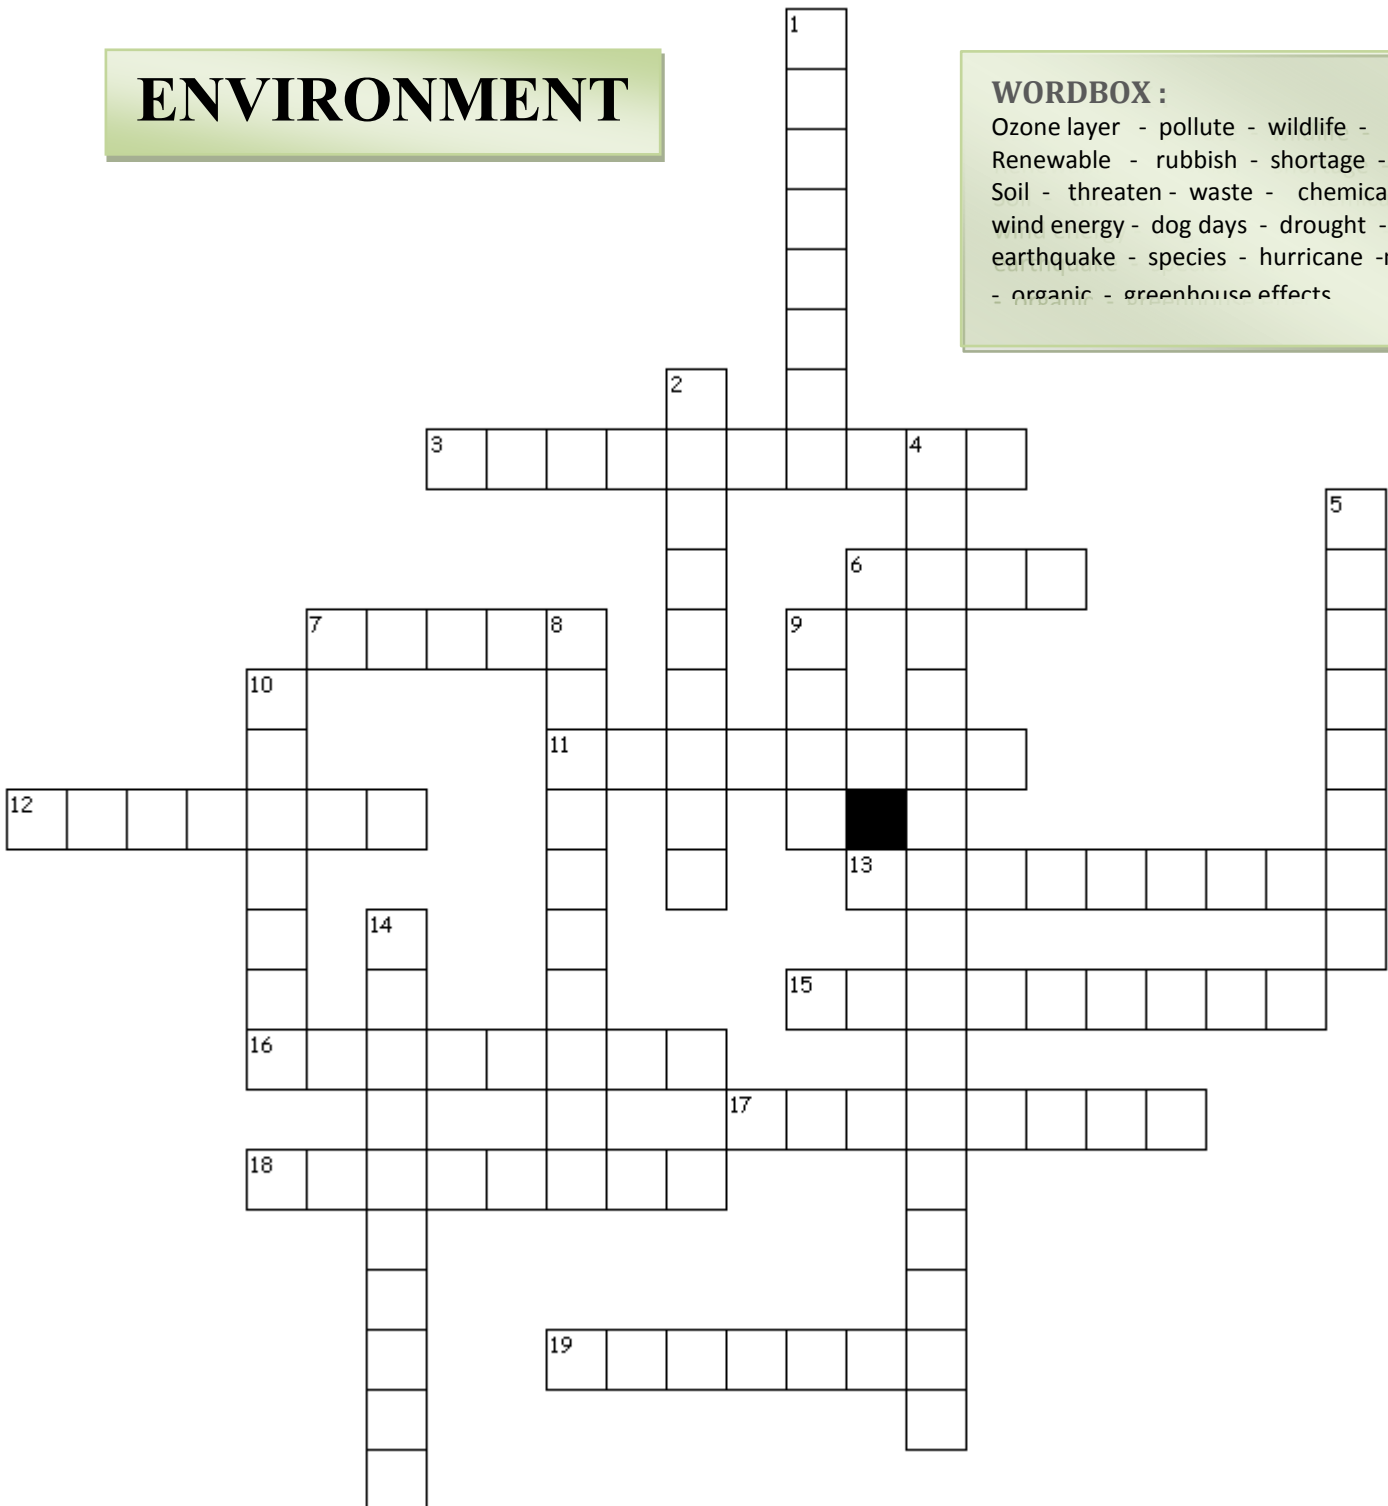 ENVIRONMENT
WORDBOX :
Ozone layer - pollute - wildlife -
Renewable - rubbish - shortage -
Soil - threaten - waste - chemica
wind energy - dog days - drought -
earthquake - species - hurricane -
- organic - greenhouse effects
1
2
3 4
5
6
7 8 9
10
11
12
13
14
15
16
17
18
19